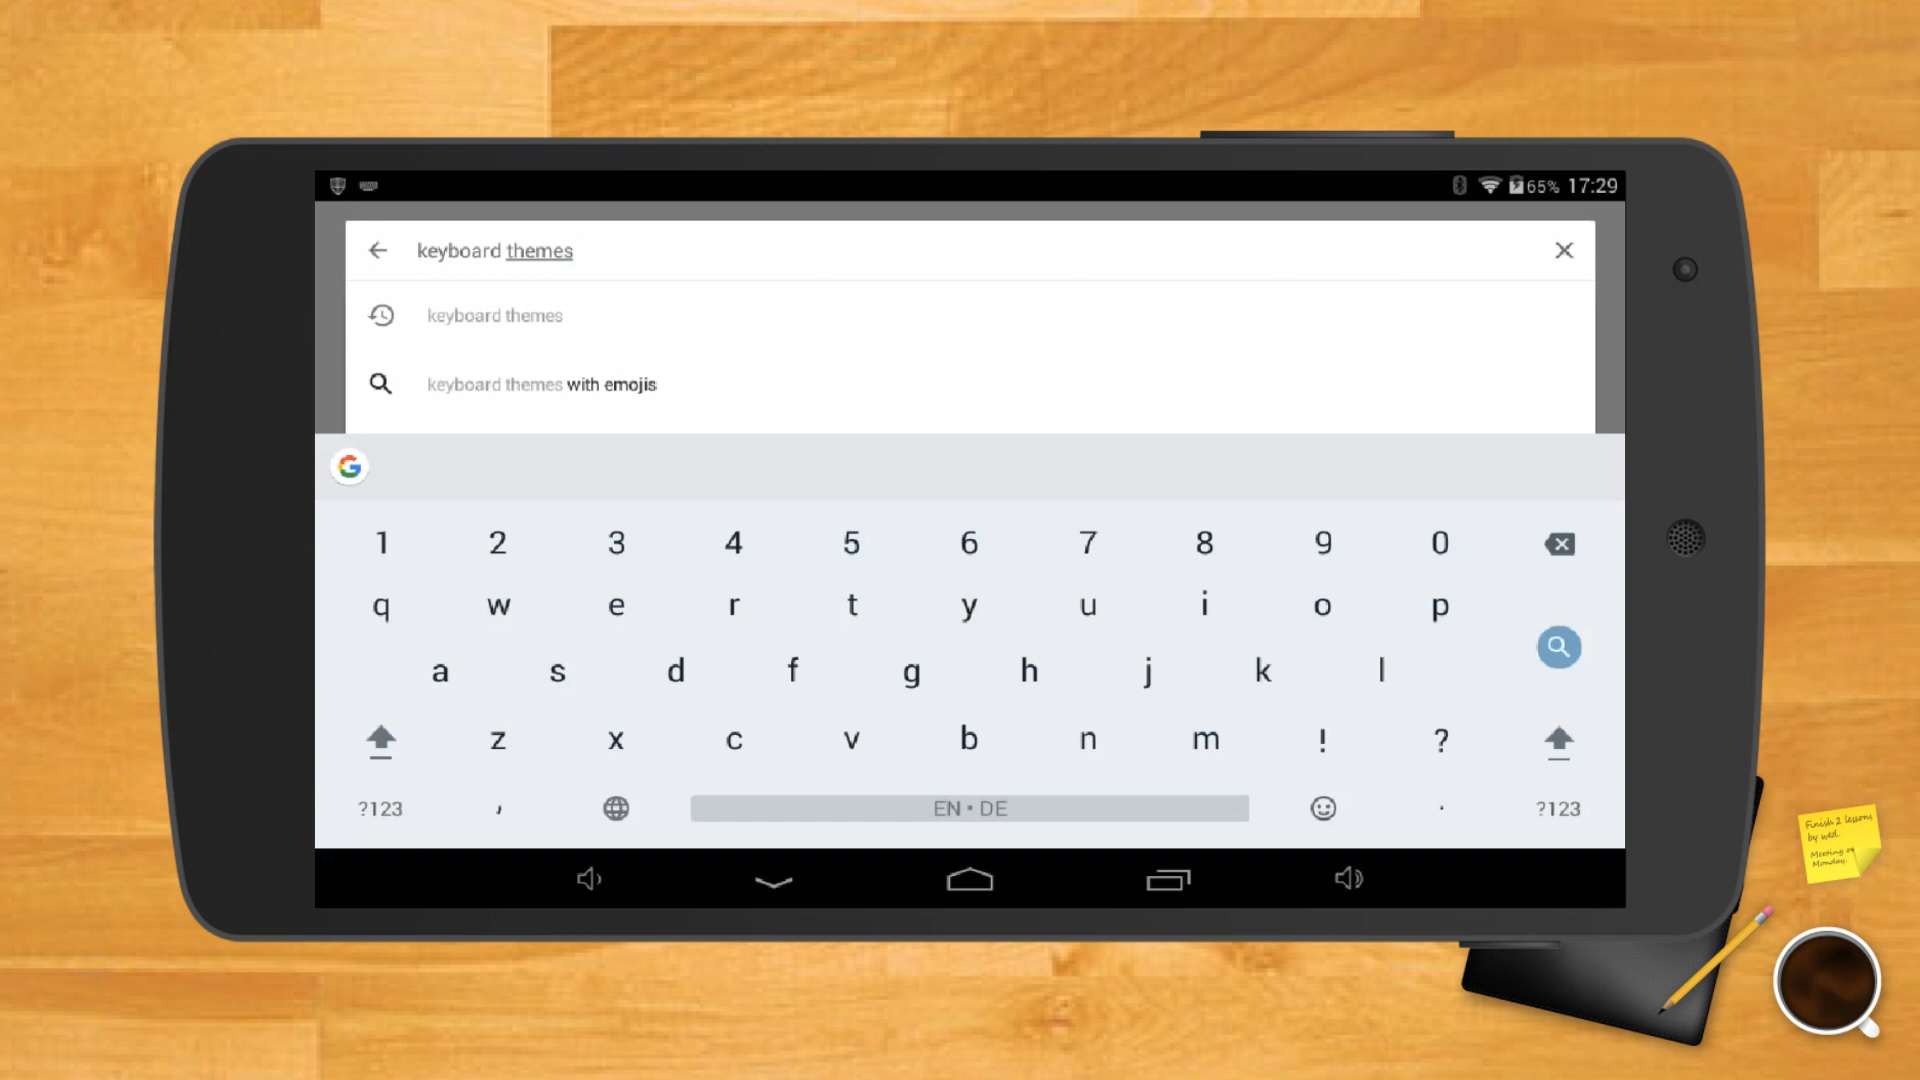 65% 17:29
keyboard themes
keyboard themes
keyboard themes with emojis
G
1 2 3 4 5 6 7 8 9 0
q w e r t y u i o p
a s d f g h j k l
z x c v b n m ! ?
?123 , EN • DE . ?123
Finish 2 lessons
by wed.
Meeting on
Monday.